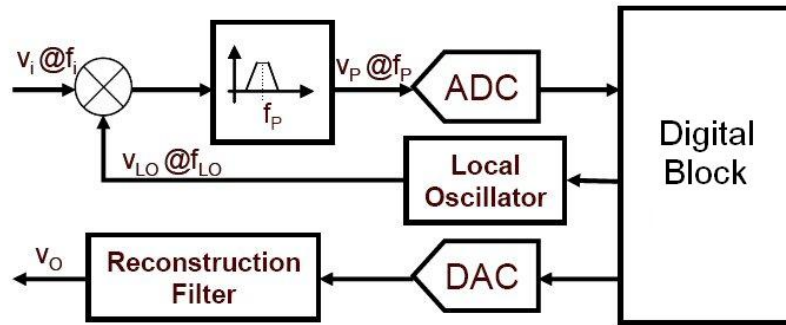 v_i @f_i
f_P
v_P @f_P
ADC
Digital
Block
v_LO @f_LO
Local
Oscillator
v_O
Reconstruction
Filter
DAC